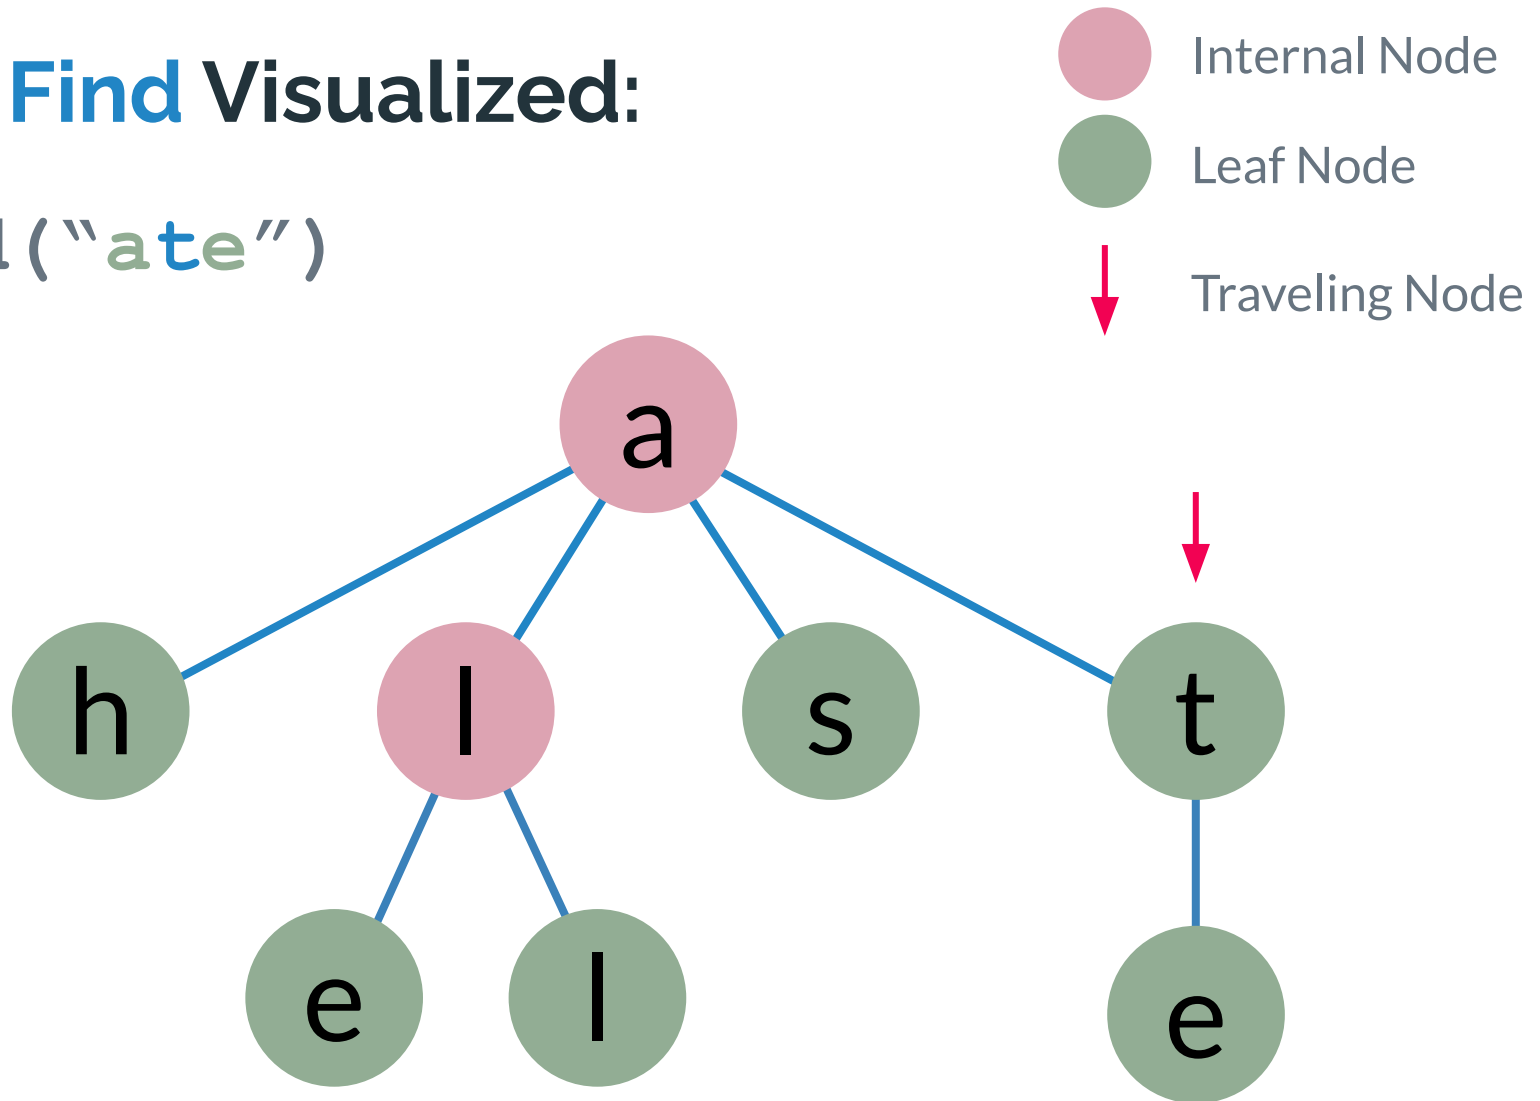 Find Visualized:
("ate")
Internal Node
Leaf Node
Traveling Node
a
h
l
s
t
e
l
e